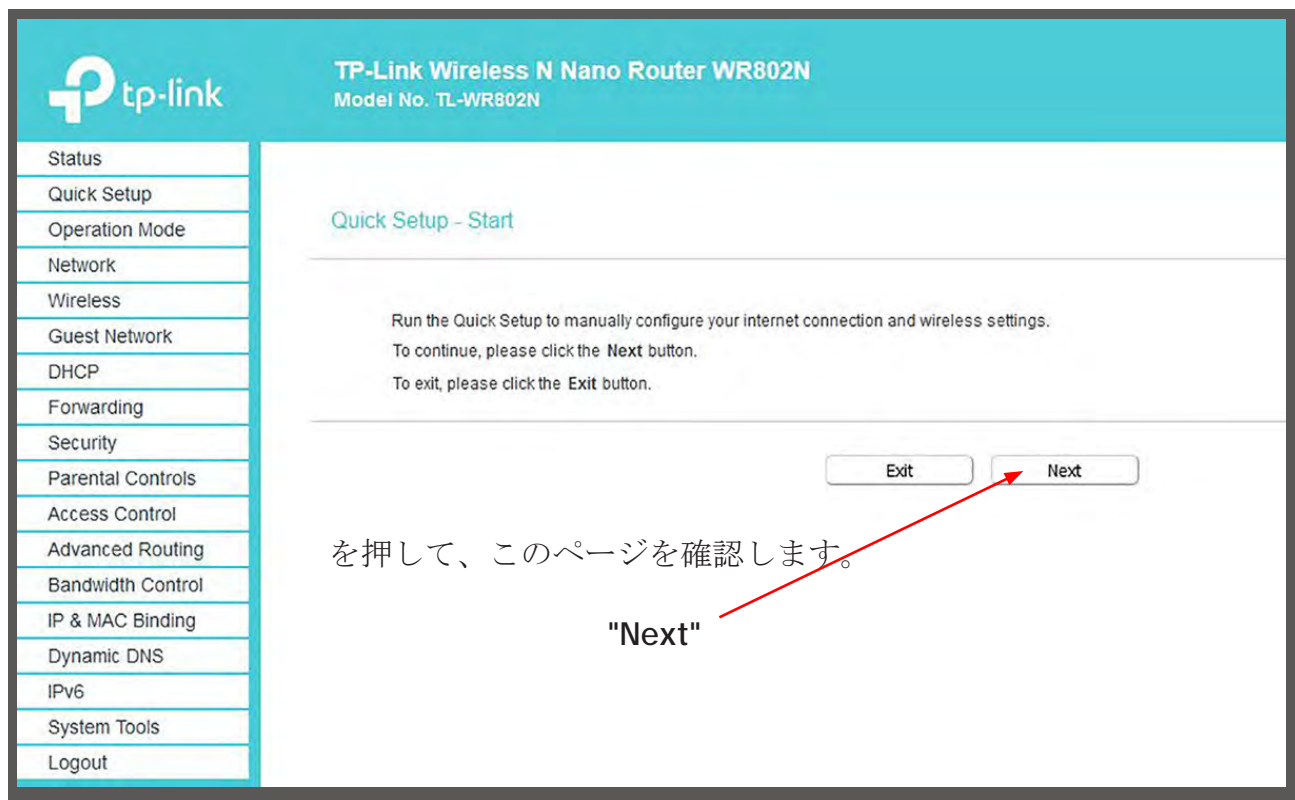 tp-link
TP-Link Wireless N Nano Router WR802N
Model No. TL-WR802N
Status
Quick Setup
Operation Mode
Network
Wireless
Guest Network
DHCP
Forwarding
Security
Parental Controls
Access Control
Advanced Routing
Bandwidth Control
IP & MAC Binding
Dynamic DNS
IPv6
System Tools
Logout
Quick Setup - Start
Run the Quick Setup to manually configure your internet connection and wireless settings.
To continue, please click the Next button.
To exit, please click the Exit button.
Exit
Next
を押して、このページを確認します。
"Next"